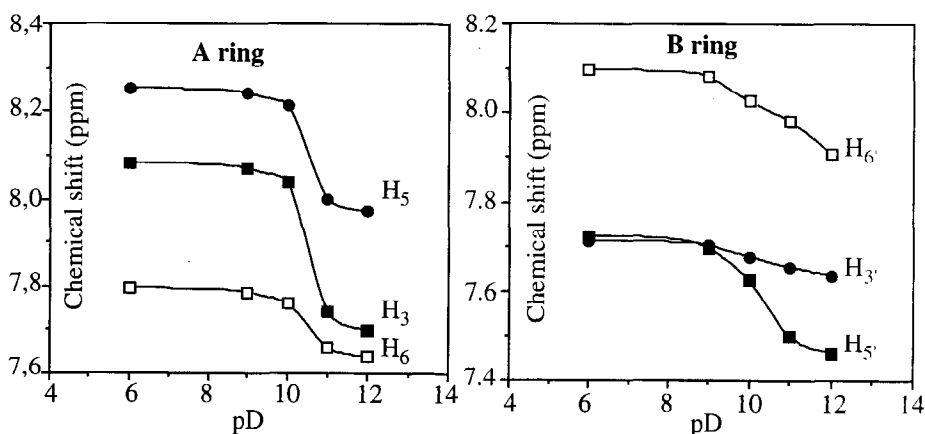 A ring
Chemical shift (ppm)
8,4
8,2
8,0
7,8
7,6
H5
H3
H6
4 6 8 10 12 14
pD
B ring
Chemical shift (ppm)
8.2
8.0
7.8
7.6
7.4
H6'
H3'
H5'
4 6 8 10 12 14
pD